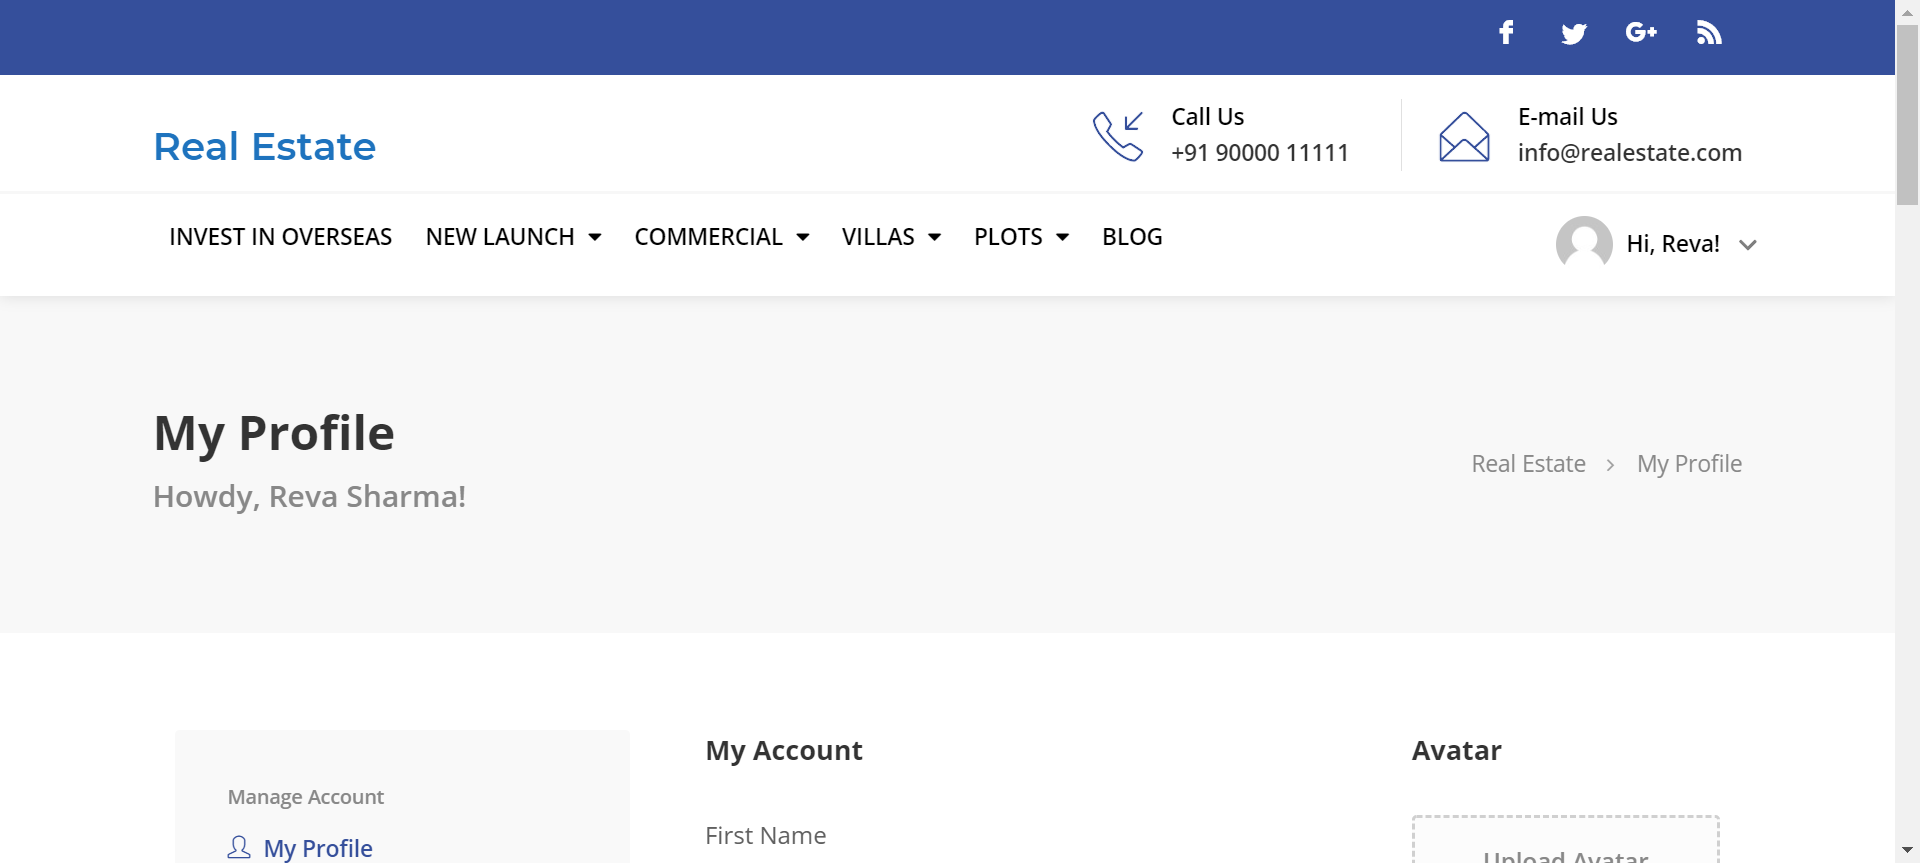 Call Us
+91 90000 11111
E-mail Us
info@realestate.com
Real Estate
INVEST IN OVERSEAS
NEW LAUNCH
COMMERCIAL
VILLAS
PLOTS
BLOG
Hi, Reva!
My Profile
Howdy, Reva Sharma!
Real Estate
My Profile
Manage Account
My Profile
My Account
First Name
Avatar
Upload Avatar